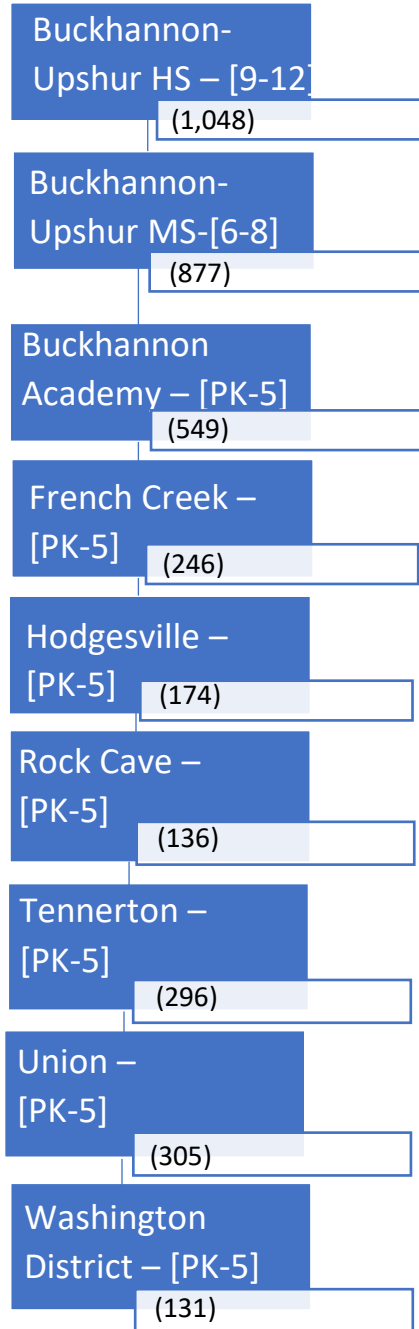 Buckhannon-
Upshur HS – [9-12]
(1,048)
Buckhannon-
Upshur MS-[6-8]
(877)
Buckhannon
Academy – [PK-5]
(549)
French Creek –
[PK-5]
(246)
Hodgesville –
[PK-5]
(174)
Rock Cave –
[PK-5]
(136)
Tennerton –
[PK-5]
(296)
Union –
[PK-5]
(305)
Washington
District – [PK-5]
(131)